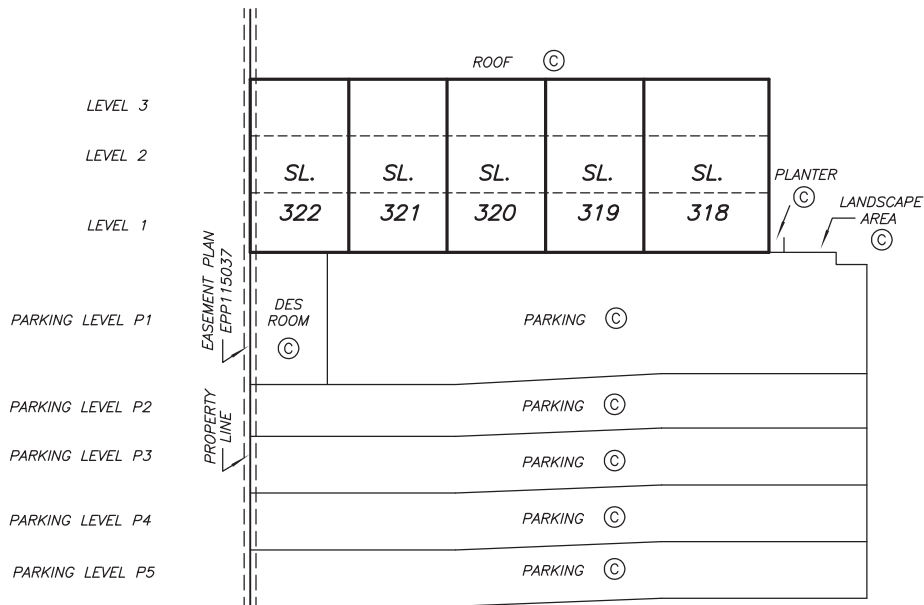 ROOF Ⓒ
LEVEL 3
LEVEL 2
LEVEL 1
SL. SL. SL. SL. SL.
322 321 320 319 318
PLANTER
Ⓒ
LANDSCAPE
AREA
Ⓒ
EASEMENT PLAN
EPP115037
PARKING LEVEL P1
DES
ROOM
Ⓒ
PARKING Ⓒ
PROPERTY
LINE
PARKING LEVEL P2
PARKING Ⓒ
PARKING LEVEL P3
PARKING Ⓒ
PARKING LEVEL P4
PARKING Ⓒ
PARKING LEVEL P5
PARKING Ⓒ